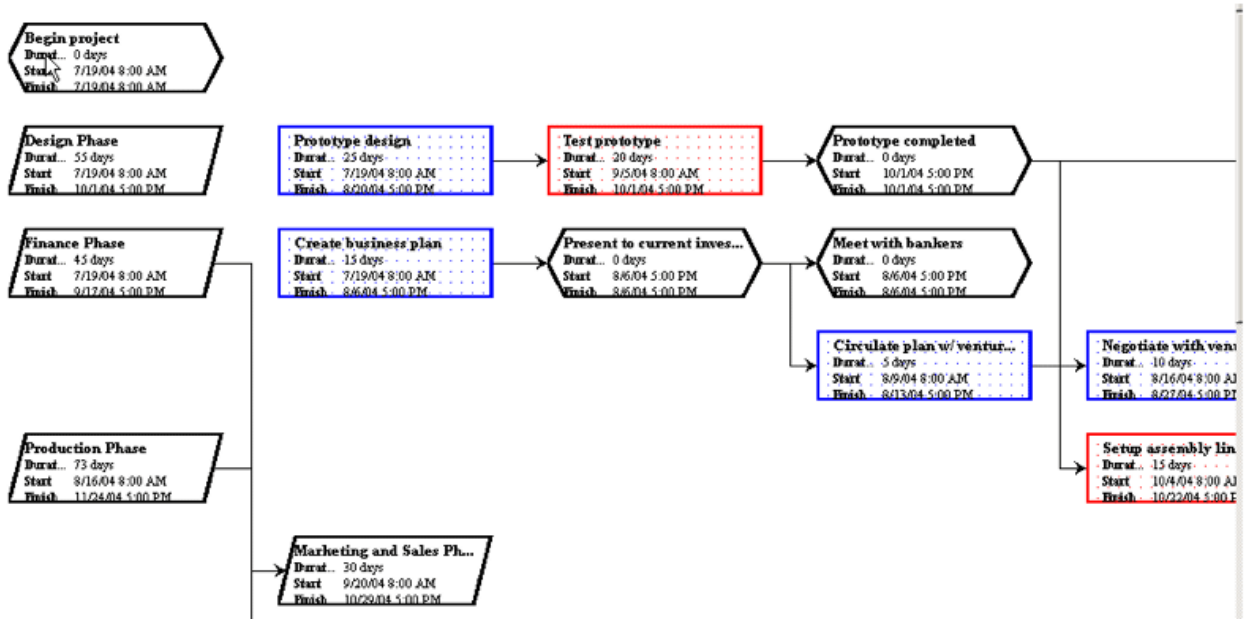 Begin project
Durat... 0 days
Start 7/19/04 8:00 AM
Finish 7/19/04 8:00 AM
Design Phase
Durat... 55 days
Start 7/19/04 8:00 AM
Finish 10/1/04 5:00 PM
Prototype design
Durat... 25 days
Start 7/19/04 8:00 AM
Finish 8/20/04 5:00 PM
Test prototype
Durat... 20 days
Start 9/5/04 8:00 AM
Finish 10/1/04 5:00 PM
Prototype completed
Durat... 0 days
Start 10/1/04 5:00 PM
Finish 10/1/04 5:00 PM
Finance Phase
Durat... 45 days
Start 7/19/04 8:00 AM
Finish 9/17/04 5:00 PM
Create business plan
Durat... 15 days
Start 7/19/04 8:00 AM
Finish 8/6/04 5:00 PM
Present to current inves...
Durat... 0 days
Start 8/6/04 5:00 PM
Finish 8/6/04 5:00 PM
Meet with bankers
Durat... 0 days
Start 8/6/04 5:00 PM
Finish 8/6/04 5:00 PM
Circulate plan w/ ventur...
Durat... 5 days
Start 8/9/04 8:00 AM
Finish 8/13/04 5:00 PM
Negotiate with
Durat... 10 days
Start 8/16/04 8:00
Finish 8/27/04 5:00
Production Phase
Durat... 73 days
Start 8/16/04 8:00 AM
Finish 11/24/04 5:00 PM
Setup assembly lin
Durat... 15 days
Start 10/4/04 8:00
Finish 10/22/04 5:00
Marketing and Sales Ph...
Durat... 30 days
Start 9/20/04 8:00 AM
Finish 10/29/04 5:00 PM